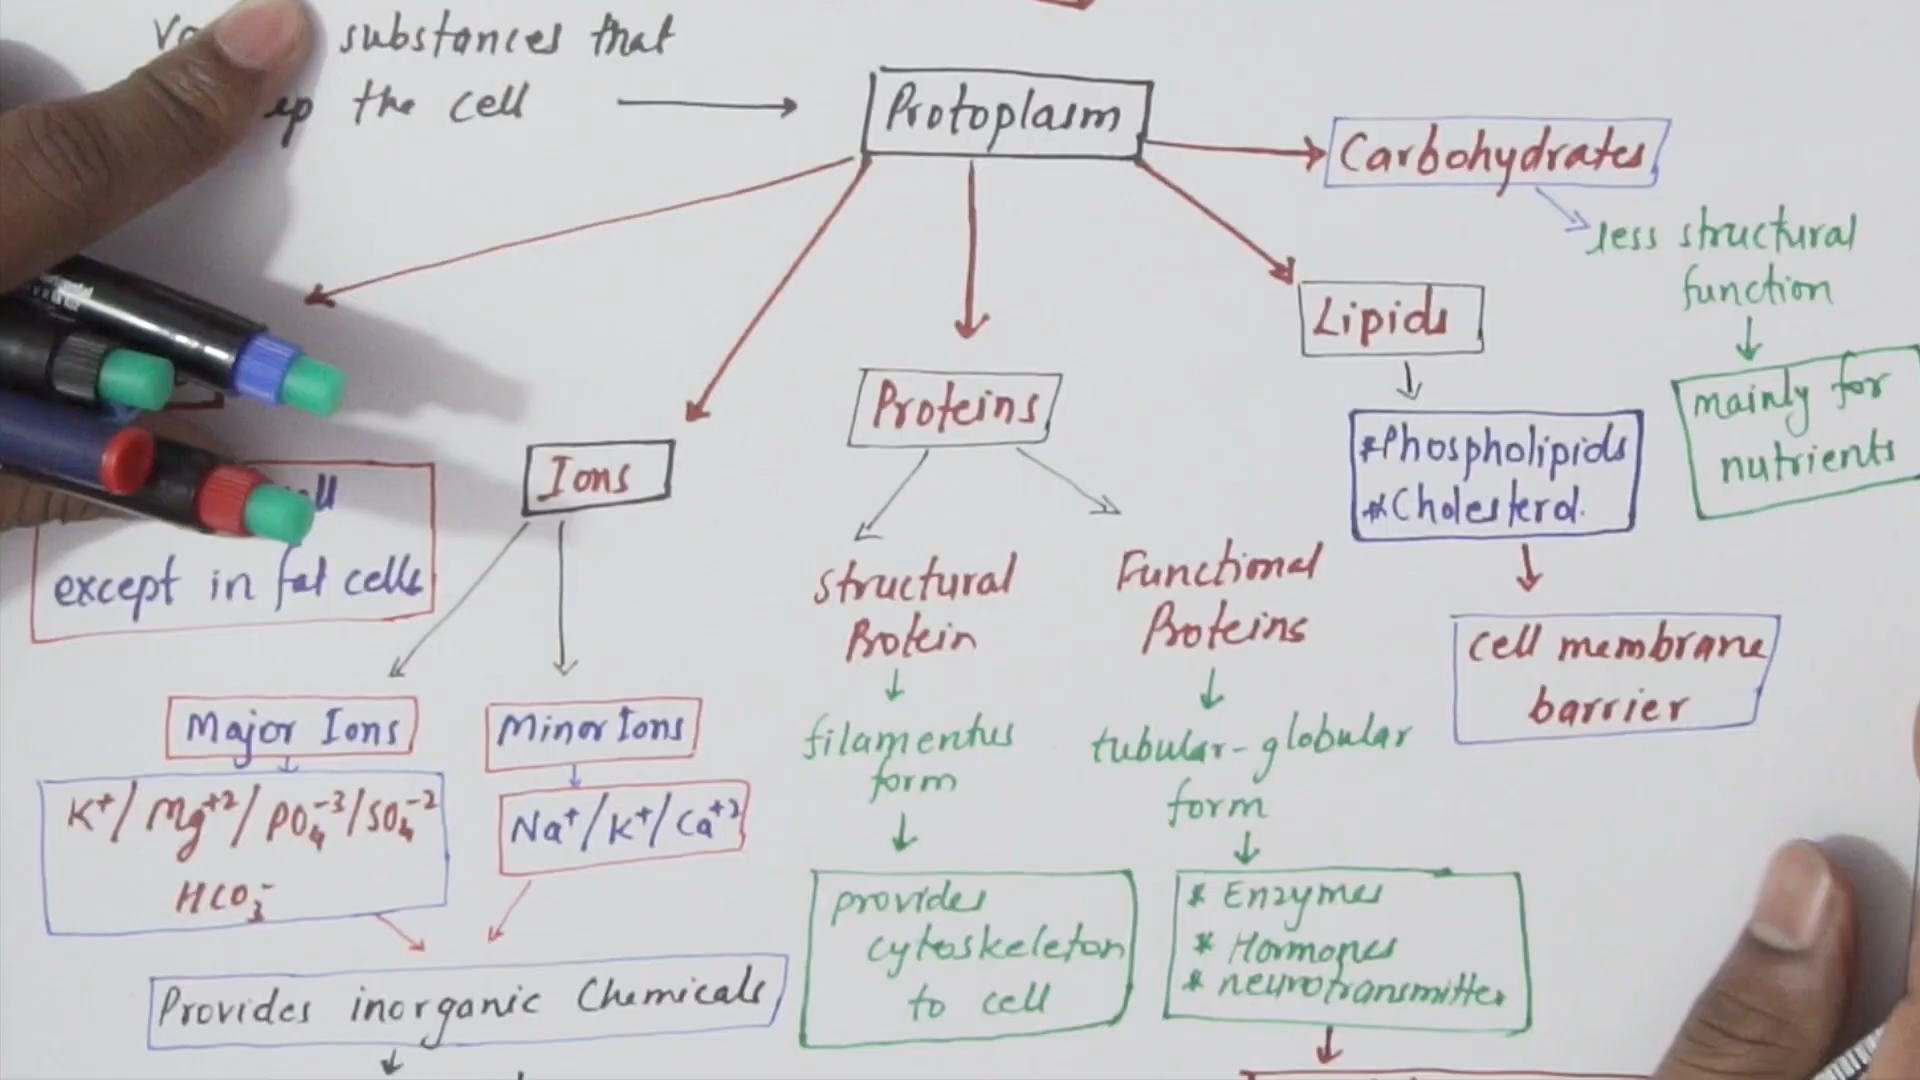 substances that
the cell
Protoplasm
Carbohydrates
less structural
function
mainly for
nutrients
Lipids
*Phospholipids
*Cholesterol.
cell membrane
barrier
Proteins
Structural
Protein
filamentus
form
provides
cytoskeleton
to cell
Functional
Proteins
tubular-globular
form
* Enzymes
* Hormones
* neurotransmitter
Ions
except in fat cells
Major Ions
K+/Mg+2/PO4-3/SO4-2
HCO3-
Minor Ions
Na+/K+/Ca+2
Provides inorganic Chemicals